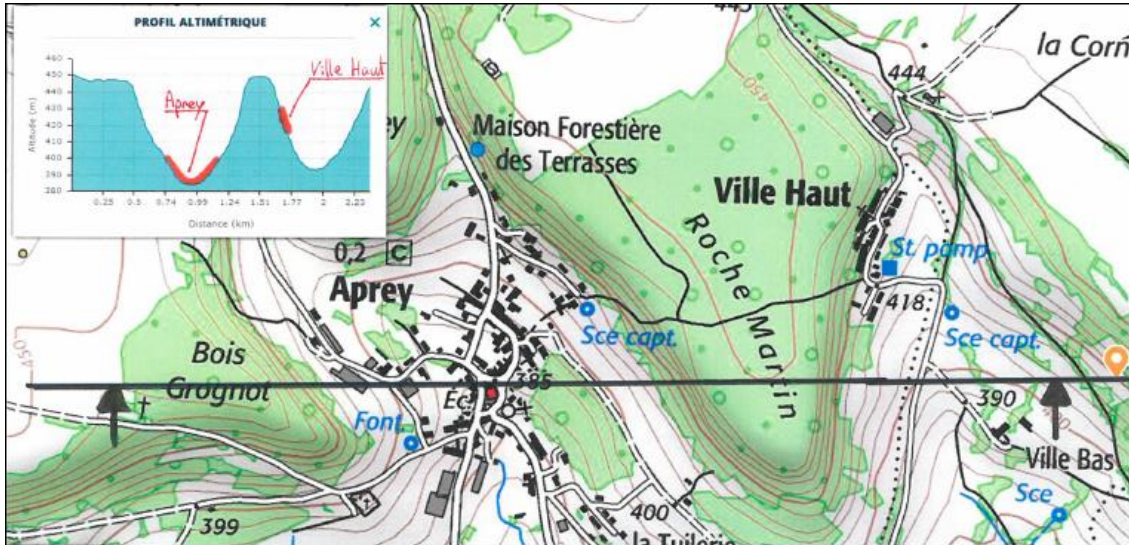 PROFIL ALTIMÉTRIQUE
×
460
450
440
430
420
410
400
390
380
Altitude (m)
0.25
0.5
0.74
0.99
1.24
1.51
1.77
2
2.23
Distance (km)
Aprey
Ville Haut
445
la Corn
444
450
Maison Forestière
des Terrasses
ey
Ville Haut
Roche Martin
St. pomp.
418
0,2 C
Aprey
Sce capt.
Sce capt.
450
Bois
Grognot
385
Ec.
Font.
390
Ville Bas
Sce
399
400
la Tuilerie